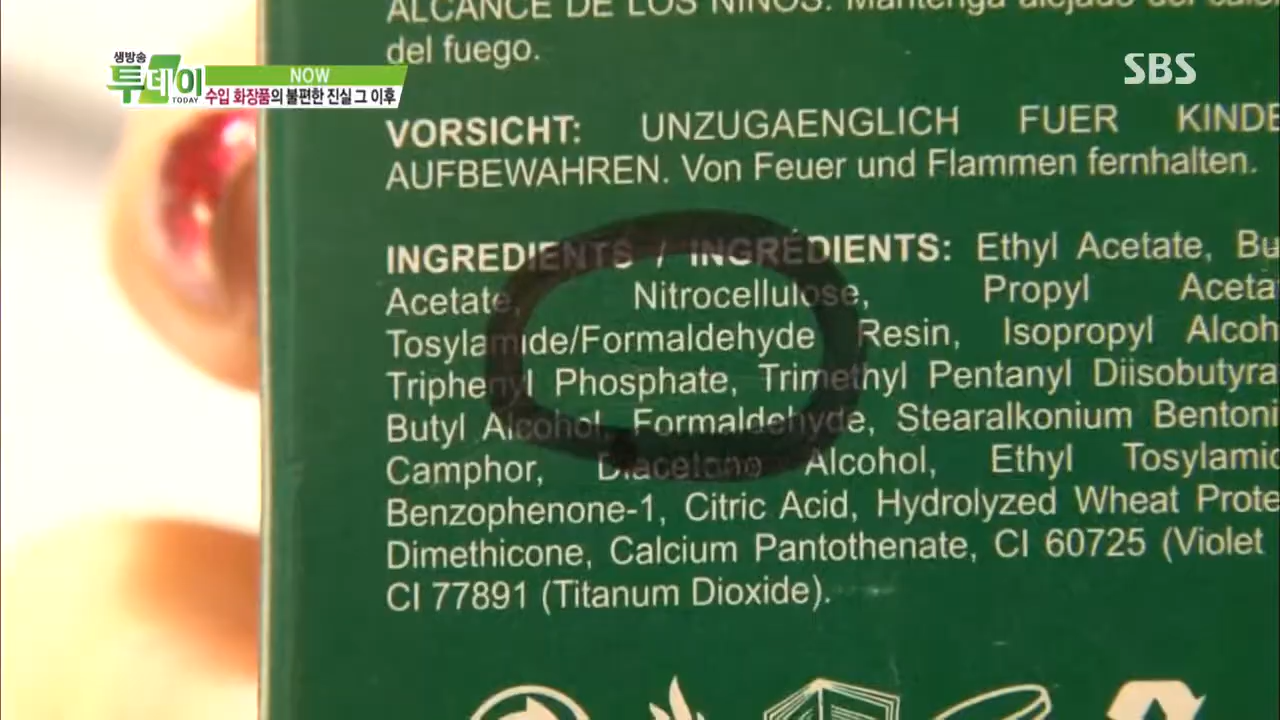 생방송
투데이
TODAY
NOW
수입 화장품의 불편한 진실 그 이후
SBS
ALCANCE DE LOS NIÑOS. Mantenga alejado del calor
del fuego.
VORSICHT: UNZUGAENGLICH FUER KINDE
AUFBEWAHREN. Von Feuer und Flammen fernhalten.
INGREDIENTS / INGRÉDIENTS: Ethyl Acetate, Bu
Acetate, Nitrocellulose, Propyl Aceta
Tosylamide/Formaldehyde Resin, Isopropyl Alcoh
Triphenyl Phosphate, Trimethyl Pentanyl Diisobutyra
Butyl Alcohol, Formaldehyde, Stearalkonium Bentoni
Camphor, Diacetone Alcohol, Ethyl Tosylamid
Benzophenone-1, Citric Acid, Hydrolyzed Wheat Prote
Dimethicone, Calcium Pantothenate, CI 60725 (Violet
CI 77891 (Titanum Dioxide).